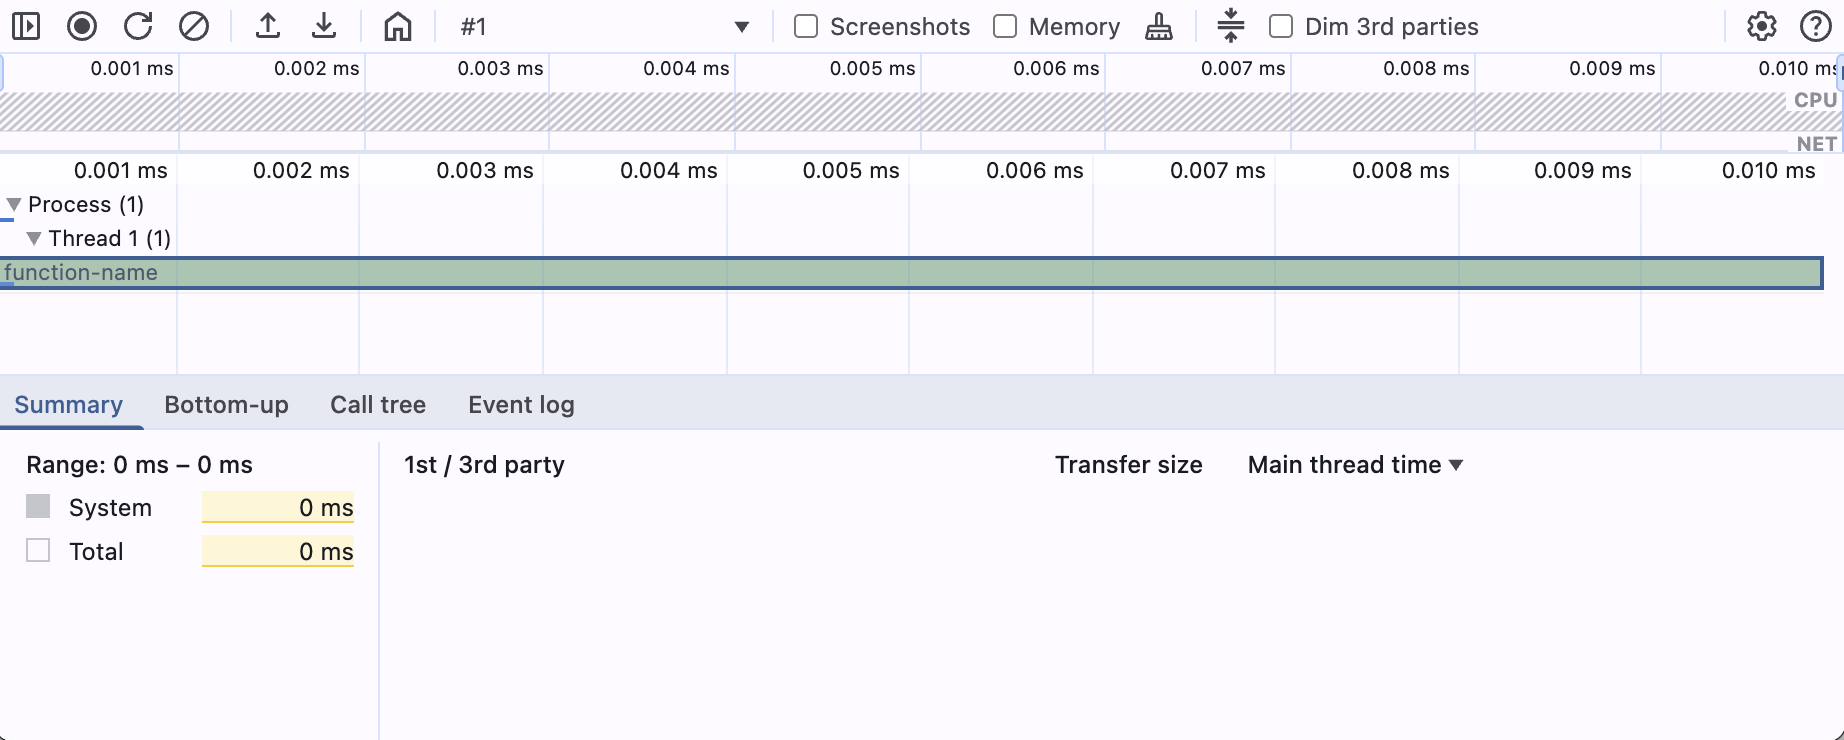 #1 Screenshots Memory Dim 3rd parties
0.001 ms 0.002 ms 0.003 ms 0.004 ms 0.005 ms 0.006 ms 0.007 ms 0.008 ms 0.009 ms 0.010 ms
CPU
NET
0.001 ms 0.002 ms 0.003 ms 0.004 ms 0.005 ms 0.006 ms 0.007 ms 0.008 ms 0.009 ms 0.010 ms
Process (1)
Thread 1 (1)
function-name
Summary Bottom-up Call tree Event log
Range: 0 ms – 0 ms
System 0 ms
Total 0 ms
1st / 3rd party Transfer size Main thread time